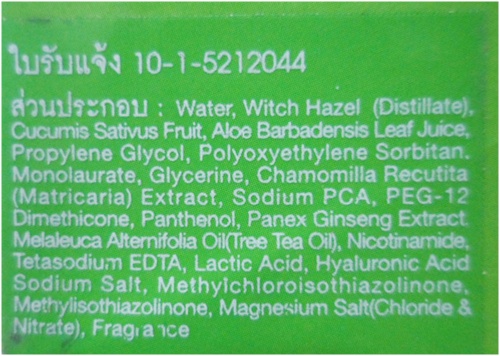 ใบรับแจ้ง 10-1-5212044
ส่วนประกอบ : Water, Witch Hazel (Distillate),
Cucumis Sativus Fruit, Aloe Barbadensis Leaf Juice,
Propylene Glycol, Polyoxyethylene Sorbitan.
Monolaurate, Glycerine, Chamomilla Recutita
(Matricaria) Extract, Sodium PCA, PEG-12
Dimethicone, Panthenol, Panex Ginseng Extract
Melaleuca Alternifolia Oil(Tree Tea Oil), Nicotinamide,
Tetasodium EDTA, Lactic Acid, Hyaluronic Acid
Sodium Salt, Methylchloroisothiazolinone,
Methylisothiazolinone, Magnesium Salt(Chloride &
Nitrate), Fragrance